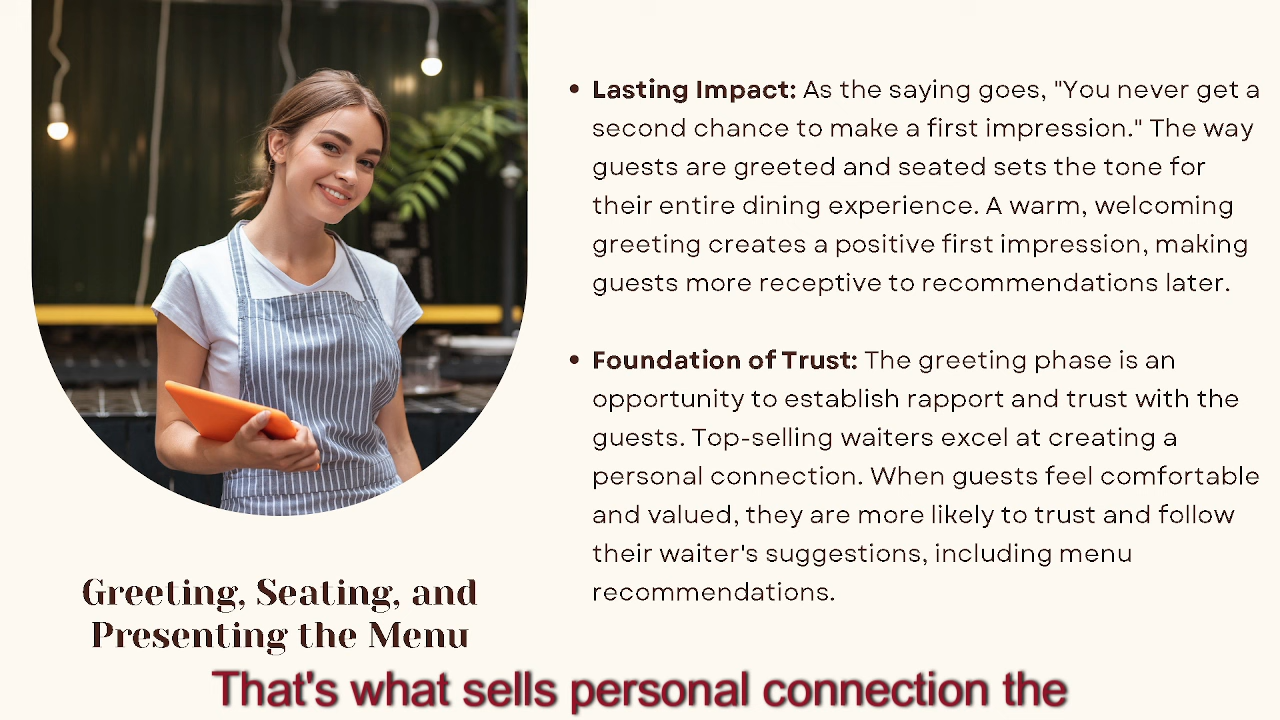 • Lasting Impact: As the saying goes, "You never get a
second chance to make a first impression." The way
guests are greeted and seated sets the tone for
their entire dining experience. A warm, welcoming
greeting creates a positive first impression, making
guests more receptive to recommendations later.
• Foundation of Trust: The greeting phase is an
opportunity to establish rapport and trust with the
guests. Top-selling waiters excel at creating a
personal connection. When guests feel comfortable
and valued, they are more likely to trust and follow
their waiter's suggestions, including menu
recommendations.
Greeting, Seating, and
Presenting the Menu
That's what sells personal connection the